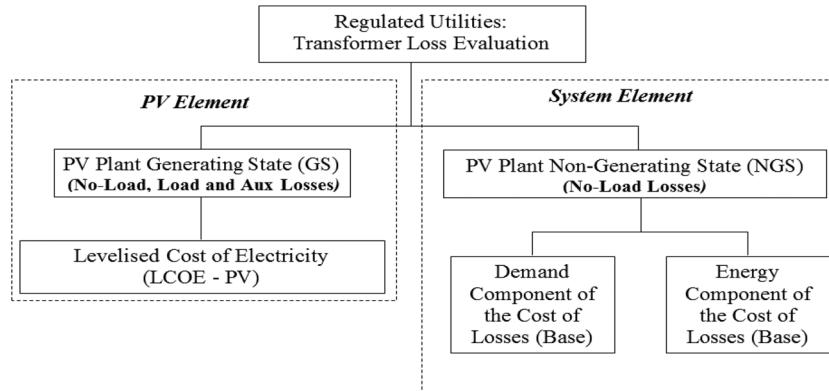 Regulated Utilities:
Transformer Loss Evaluation
PV Element
System Element
PV Plant Generating State (GS)
(No-Load, Load and Aux Losses)
PV Plant Non-Generating State (NGS)
(No-Load Losses)
Levelised Cost of Electricity
(LCOE - PV)
Demand
Component of
the Cost of
Losses (Base)
Energy
Component of
the Cost of
Losses (Base)